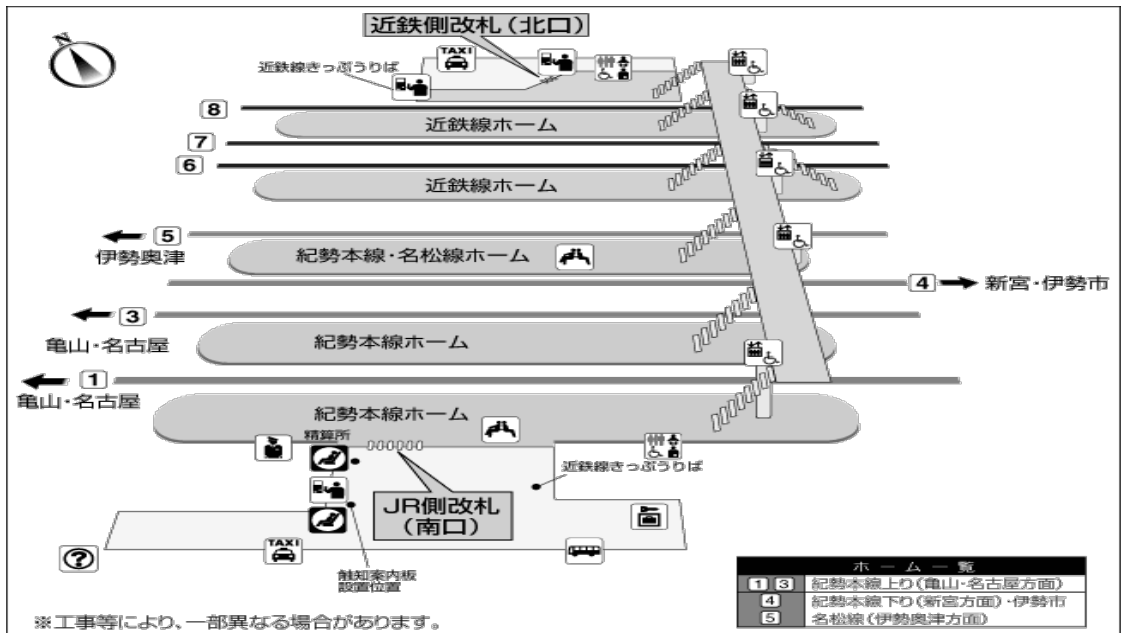 近鉄側改札(北口)
N
TAXI
近鉄線きっぷうりば
8
近鉄線ホーム
7
6
近鉄線ホーム
5
伊勢奥津
紀勢本線・名松線ホーム
4
新宮・伊勢市
3
亀山・名古屋
紀勢本線ホーム
1
亀山・名古屋
紀勢本線ホーム
精算所
近鉄線きっぷうりば
JR側改札
(南口)
TAXI
?
触知案内板
設置位置
ホーム一覧
1 3 紀勢本線上り(亀山・名古屋方面)
4 紀勢本線下り(新宮方面)・伊勢市
5 名松線(伊勢奥津方面)
※工事等により、一部異なる場合があります。